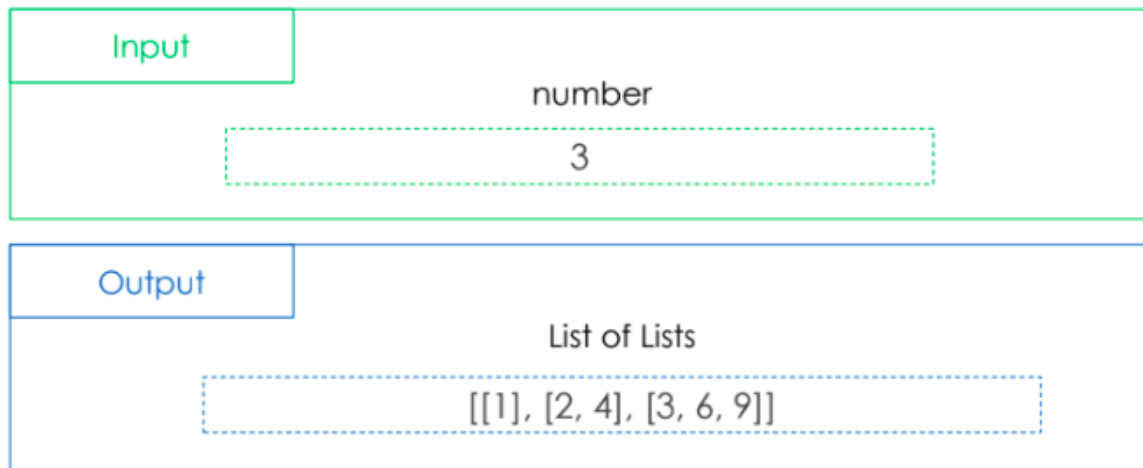 Input
number
3
Output
List of Lists
[[1], [2, 4], [3, 6, 9]]